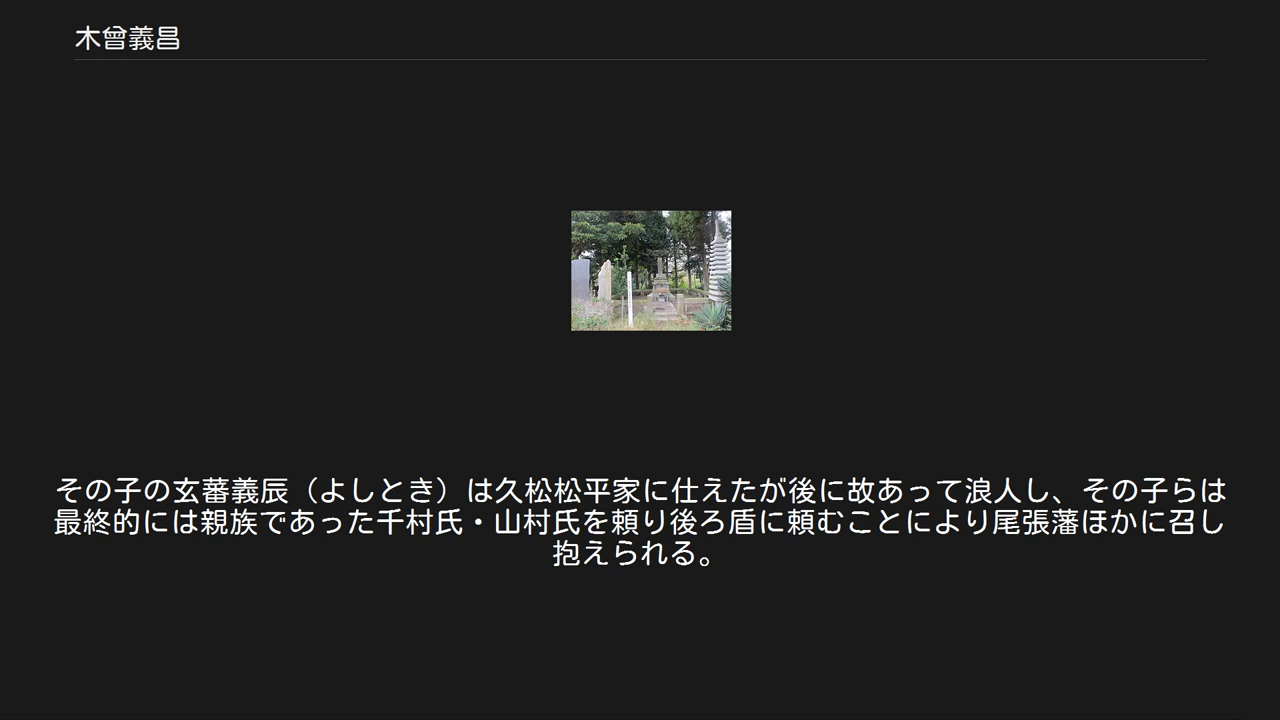 木曾義昌
その子の玄蕃義辰（よしとき）は久松松平家に仕えたが後に故あって浪人し、その子らは
最終的には親族であった千村氏・山村氏を頼り後ろ盾に頼むことにより尾張藩ほかに召し
抱えられる。